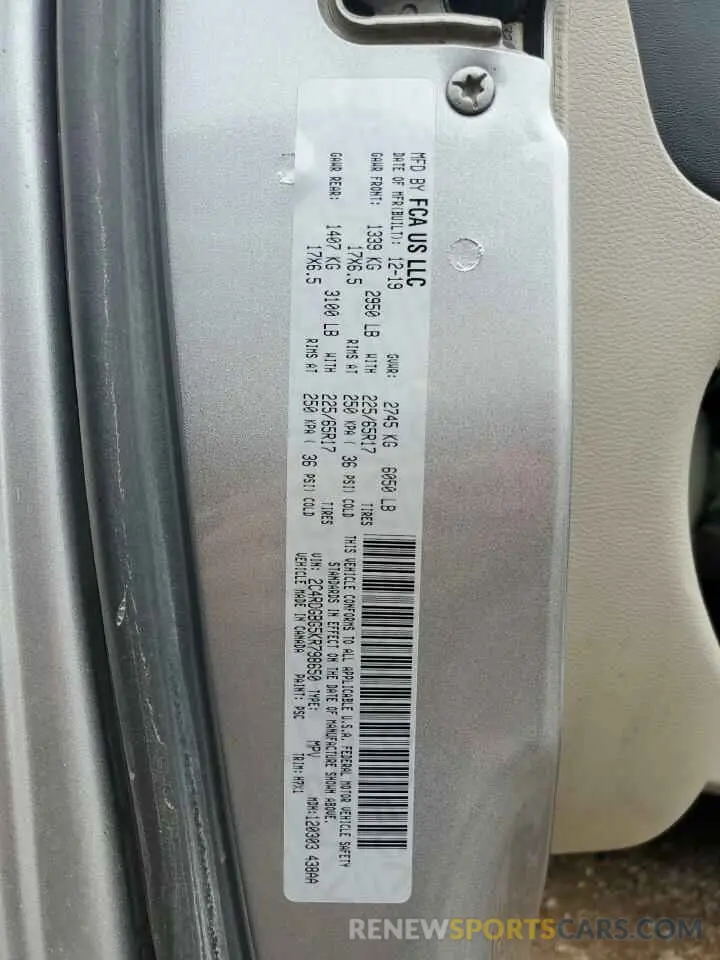 MFD BY FCA US LLC
DATE OF MFR(BUILT): 12-19 GVWR: 2745 KG 6050 LB
GAWR FRONT: 1339 KG 2950 LB WITH 225/65R17 TIRES
17X6.5 RIMS AT 250 KPA ( 36 PSI) COLD
GAWR REAR: 1407 KG 3100 LB WITH 225/65R17 TIRES
17X6.5 RIMS AT 250 KPA ( 36 PSI) COLD
THIS VEHICLE CONFORMS TO ALL APPLICABLE U.S.A. FEDERAL MOTOR VEHICLE SAFETY
STANDARDS IN EFFECT ON THE DATE OF MANUFACTURE SHOWN ABOVE.
VIN: 2C4RDGBG5KR798650 TYPE: MPV MDH:120303 438AA
VEHICLE MADE IN CANADA PAINT: PSC TRIM:M7X1
RENEWSPORTSCARS.COM